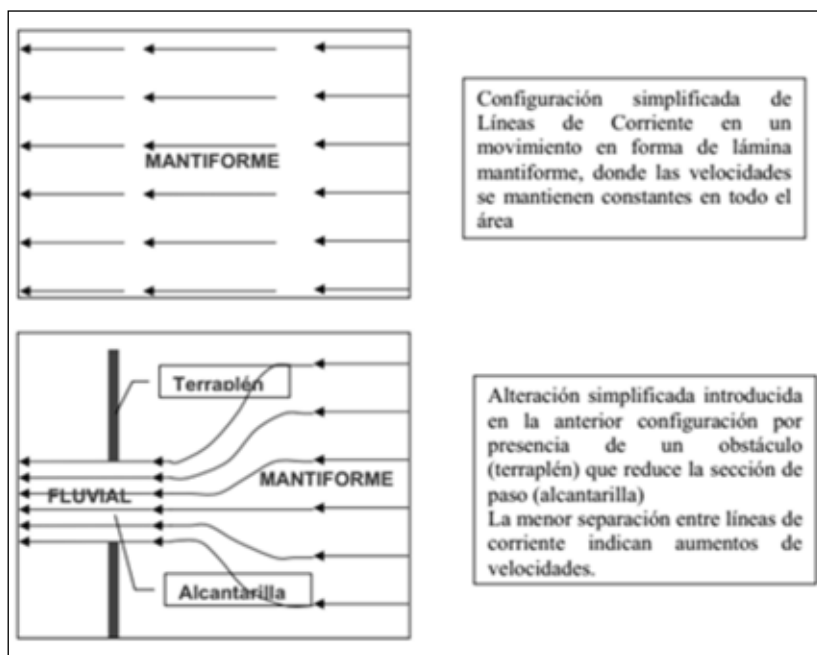 MANTIFORME
Configuración simplificada de
Líneas de Corriente en un
movimiento en forma de lámina
mantiforme, donde las velocidades
se mantienen constantes en todo el
área
Terraplén
MANTIFORME
FLUVIAL
Alcantarilla
Alteración simplificada introducida
en la anterior configuración por
presencia de un obstáculo
(terraplén) que reduce la sección de
paso (alcantarilla)
La menor separación entre líneas de
corriente indican aumentos de
velocidades.